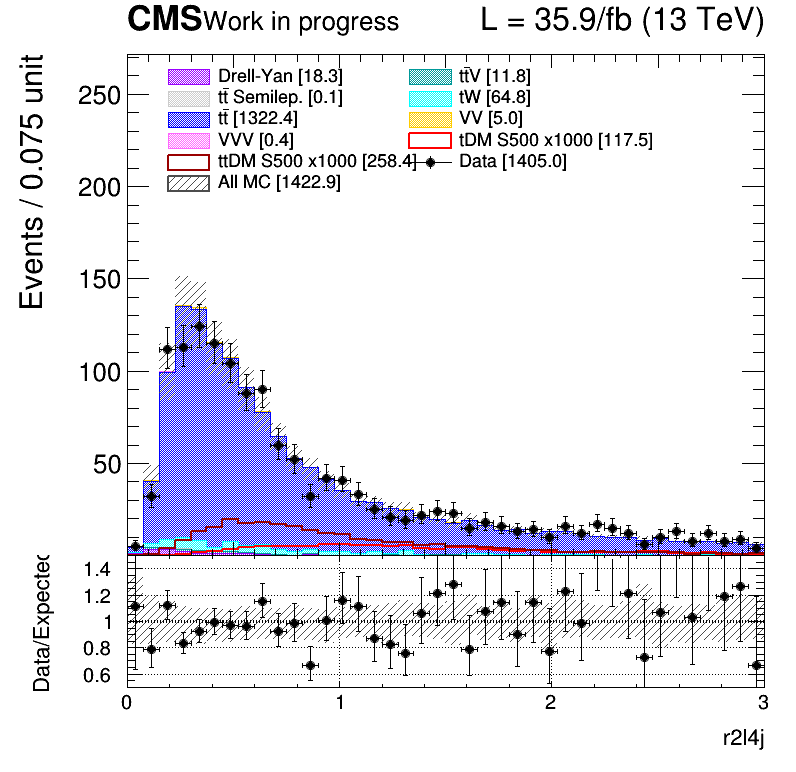 CMS Work in progress L = 35.9/fb (13 TeV)
Events / 0.075 unit
250
200
150
100
50
Drell-Yan [18.3]
tt̄ Semilep. [0.1]
tt̄ [1322.4]
VVV [0.4]
ttDM S500 x1000 [258.4]
All MC [1422.9]
tt̄V [11.8]
tW [64.8]
VV [5.0]
tDM S500 x1000 [117.5]
Data [1405.0]
Data/Expected
1.4
1.2
1
0.8
0.6
0 1 2 3
r2l4j